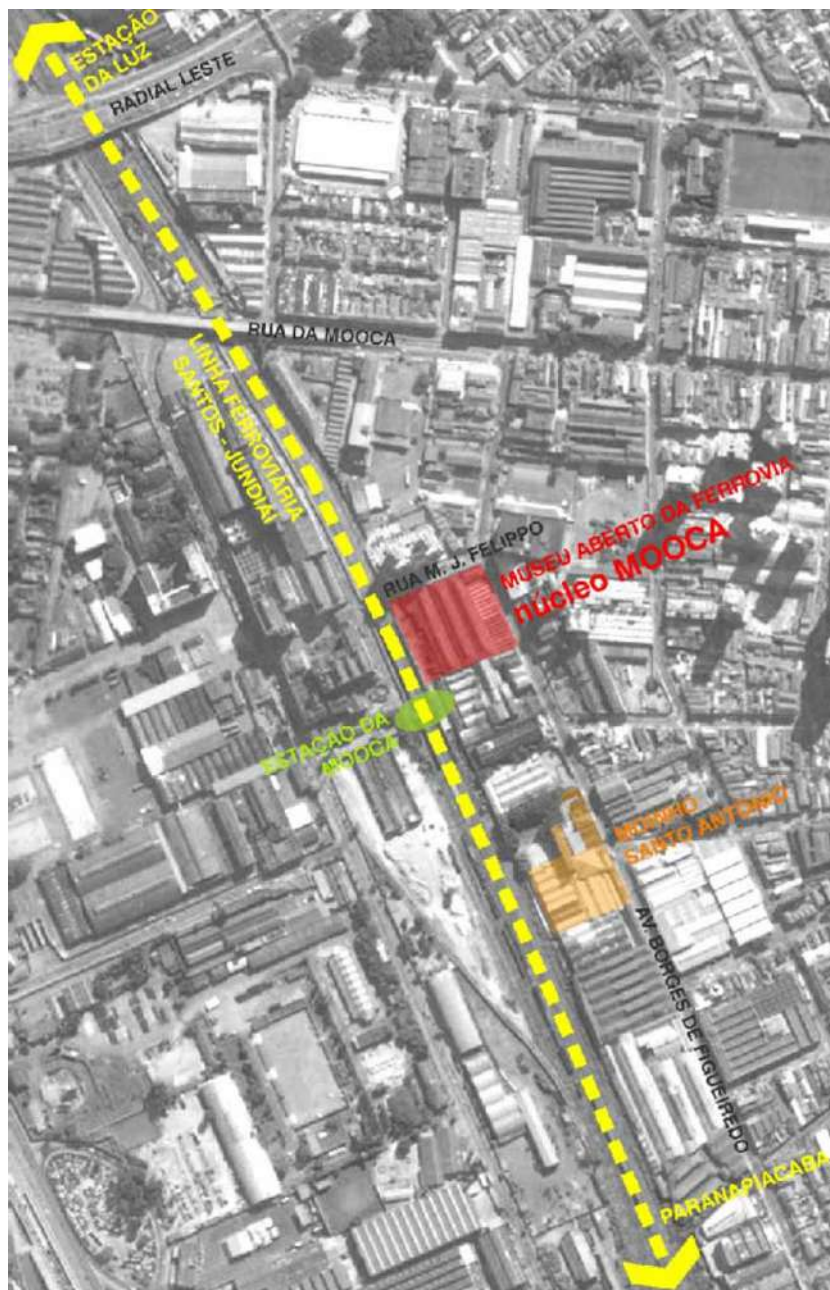 ESTAÇÃO
DA LUZ
RADIAL LESTE
RUA DA MOOCA
LINHA FERROVIÁRIA
SANTOS - JUNDIAÍ
RUA M. J. FELIPPO
MUSEU ABERTO DA FERROVIA
núcleo MOOCA
ESTAÇÃO DA
MOOCA
MOINHO
SANTO ANTÔNIO
AV. BORGES DE FIGUEIREDO
PARANAPIACABA